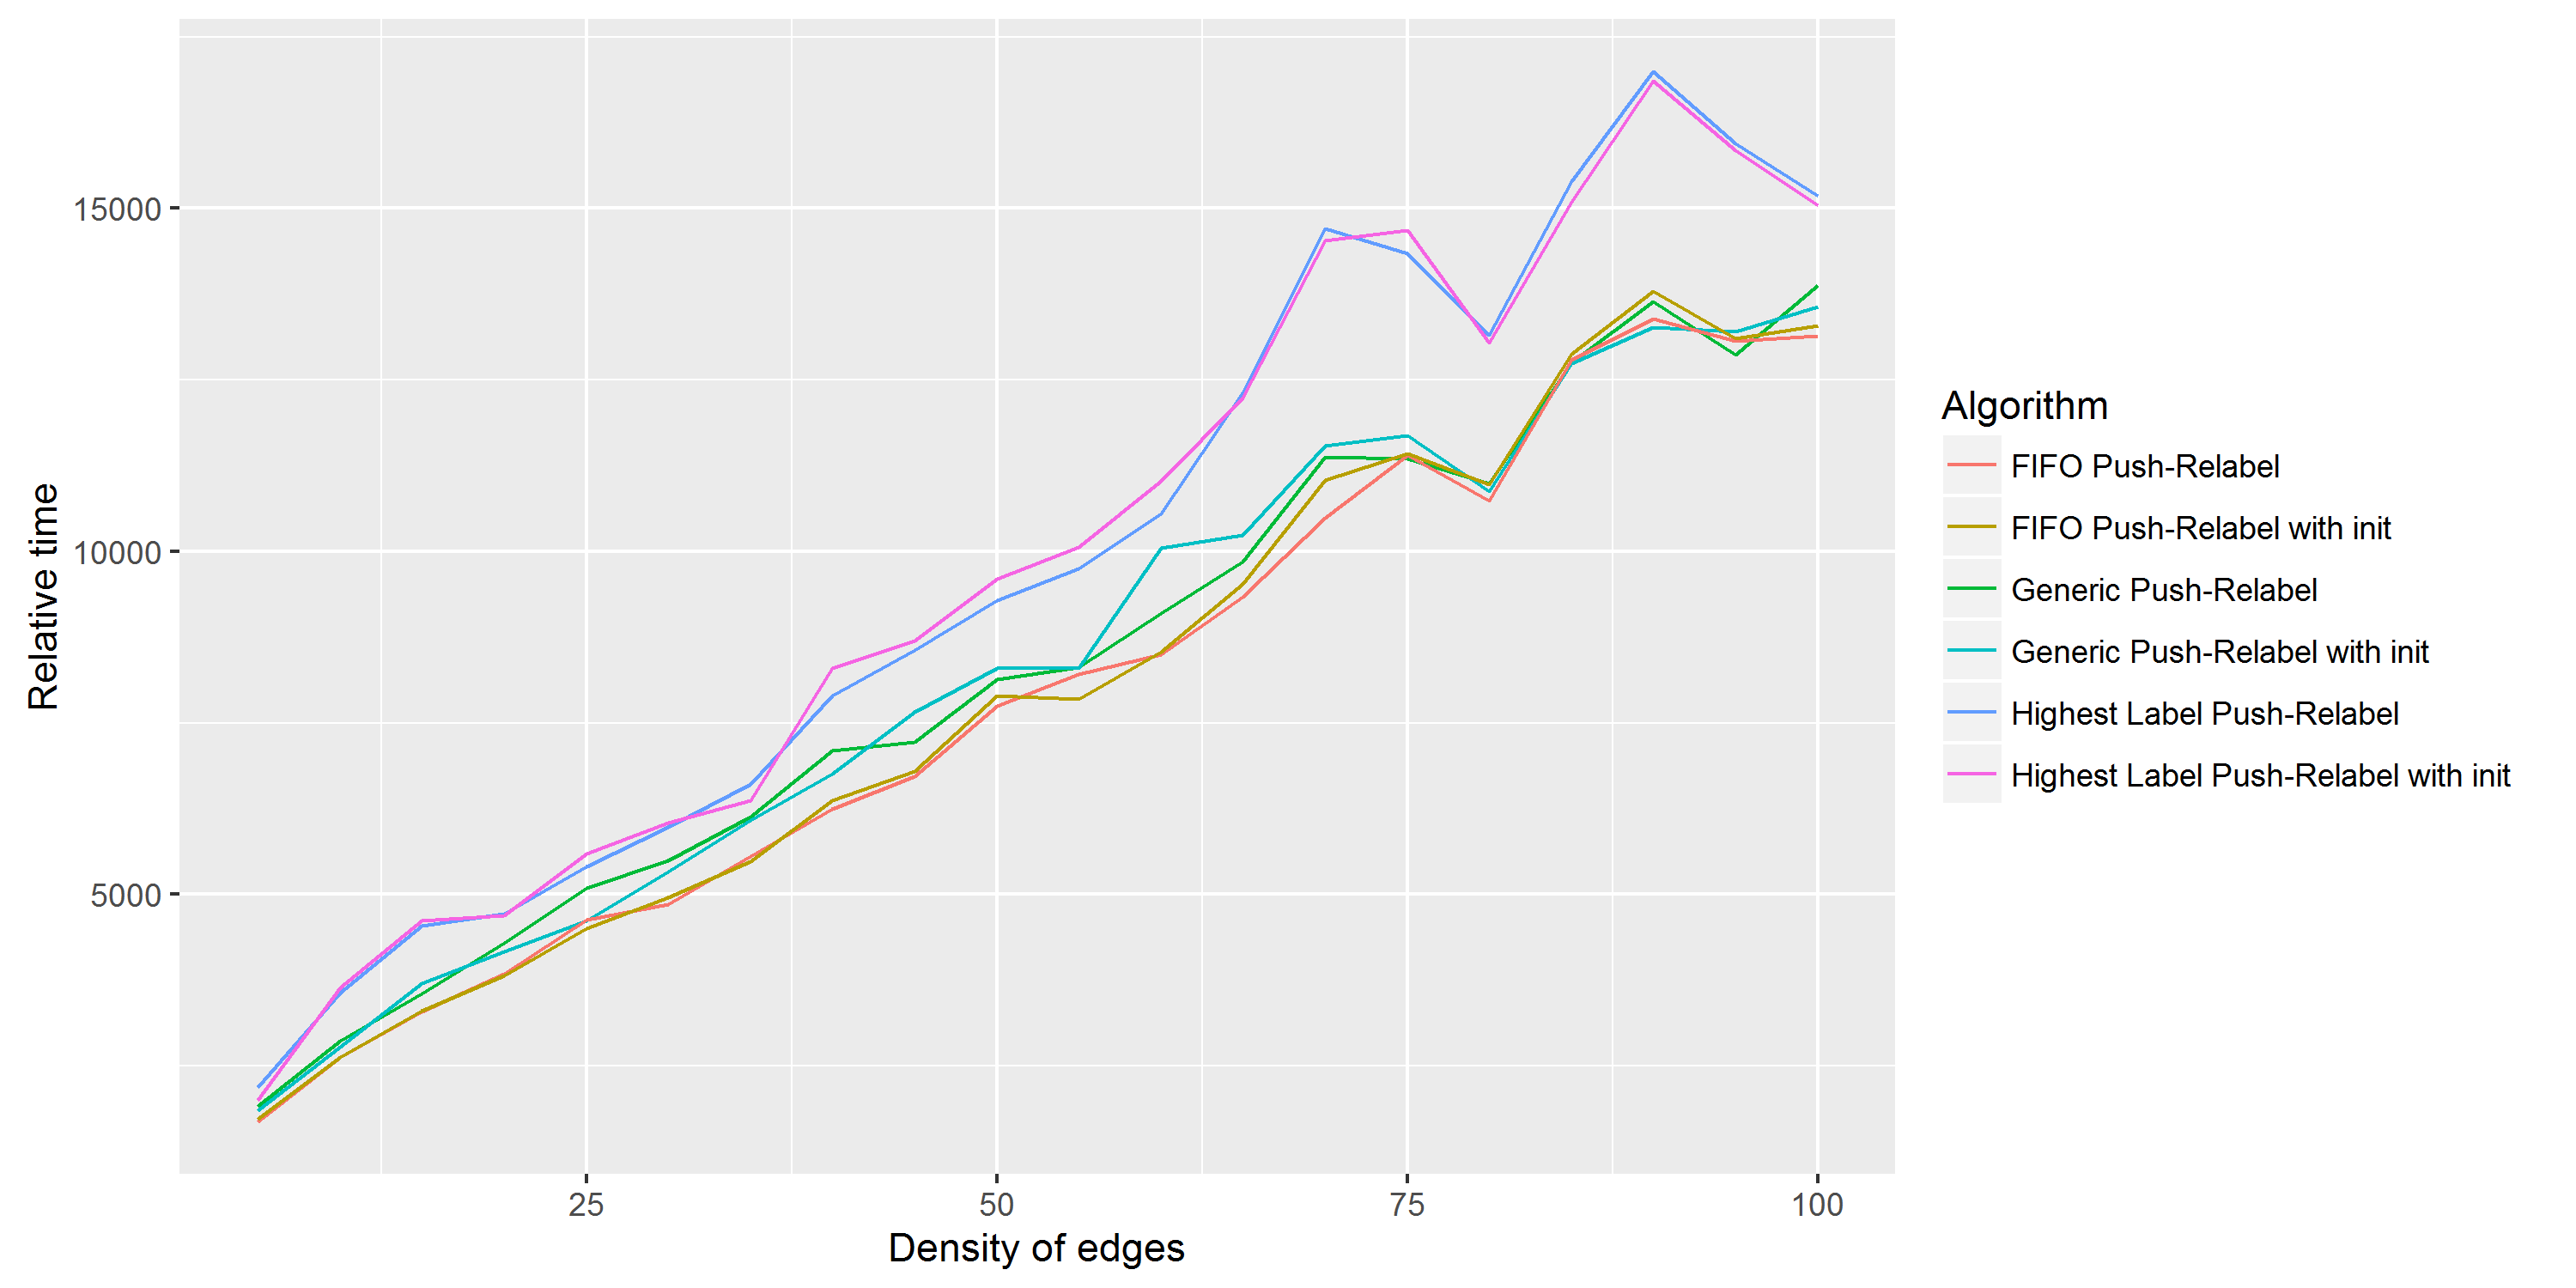 15000
10000
5000
Relative time
25
50
75
100
Density of edges
Algorithm
FIFO Push-Relabel
FIFO Push-Relabel with init
Generic Push-Relabel
Generic Push-Relabel with init
Highest Label Push-Relabel
Highest Label Push-Relabel with init